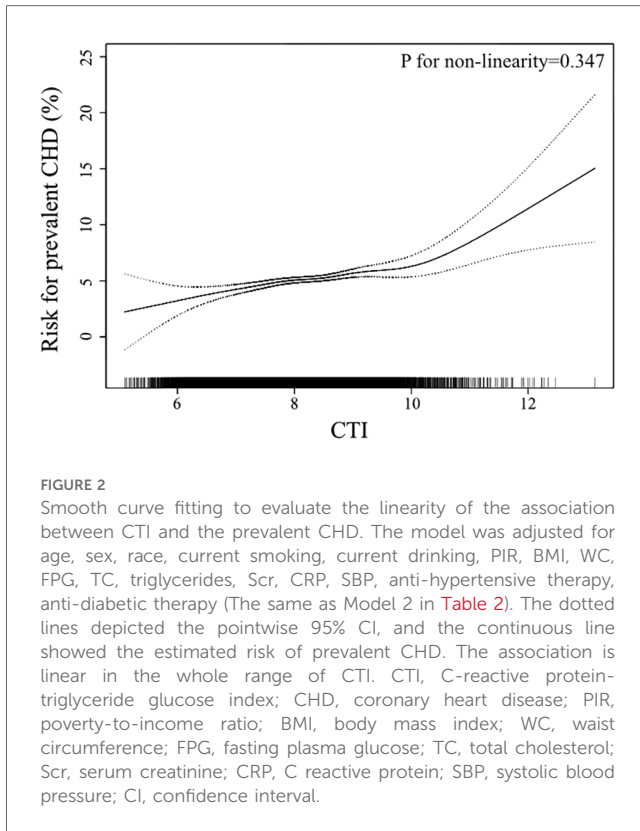 P for non-linearity=0.347
Risk for prevalent CHD (%)
25
20
15
10
5
0
6
8
10
12
CTI
FIGURE 2
Smooth curve fitting to evaluate the linearity of the association
between CTI and the prevalent CHD. The model was adjusted for
age, sex, race, current smoking, current drinking, PIR, BMI, WC,
FPG, TC, triglycerides, Scr, CRP, SBP, anti-hypertensive therapy,
anti-diabetic therapy (The same as Model 2 in Table 2). The dotted
lines depicted the pointwise 95% CI, and the continuous line
showed the estimated risk of prevalent CHD. The association is
linear in the whole range of CTI. CTI, C-reactive protein-
triglyceride glucose index; CHD, coronary heart disease; PIR,
poverty-to-income ratio; BMI, body mass index; WC, waist
circumference; FPG, fasting plasma glucose; TC, total cholesterol;
Scr, serum creatinine; CRP, C reactive protein; SBP, systolic blood
pressure; CI, confidence interval.